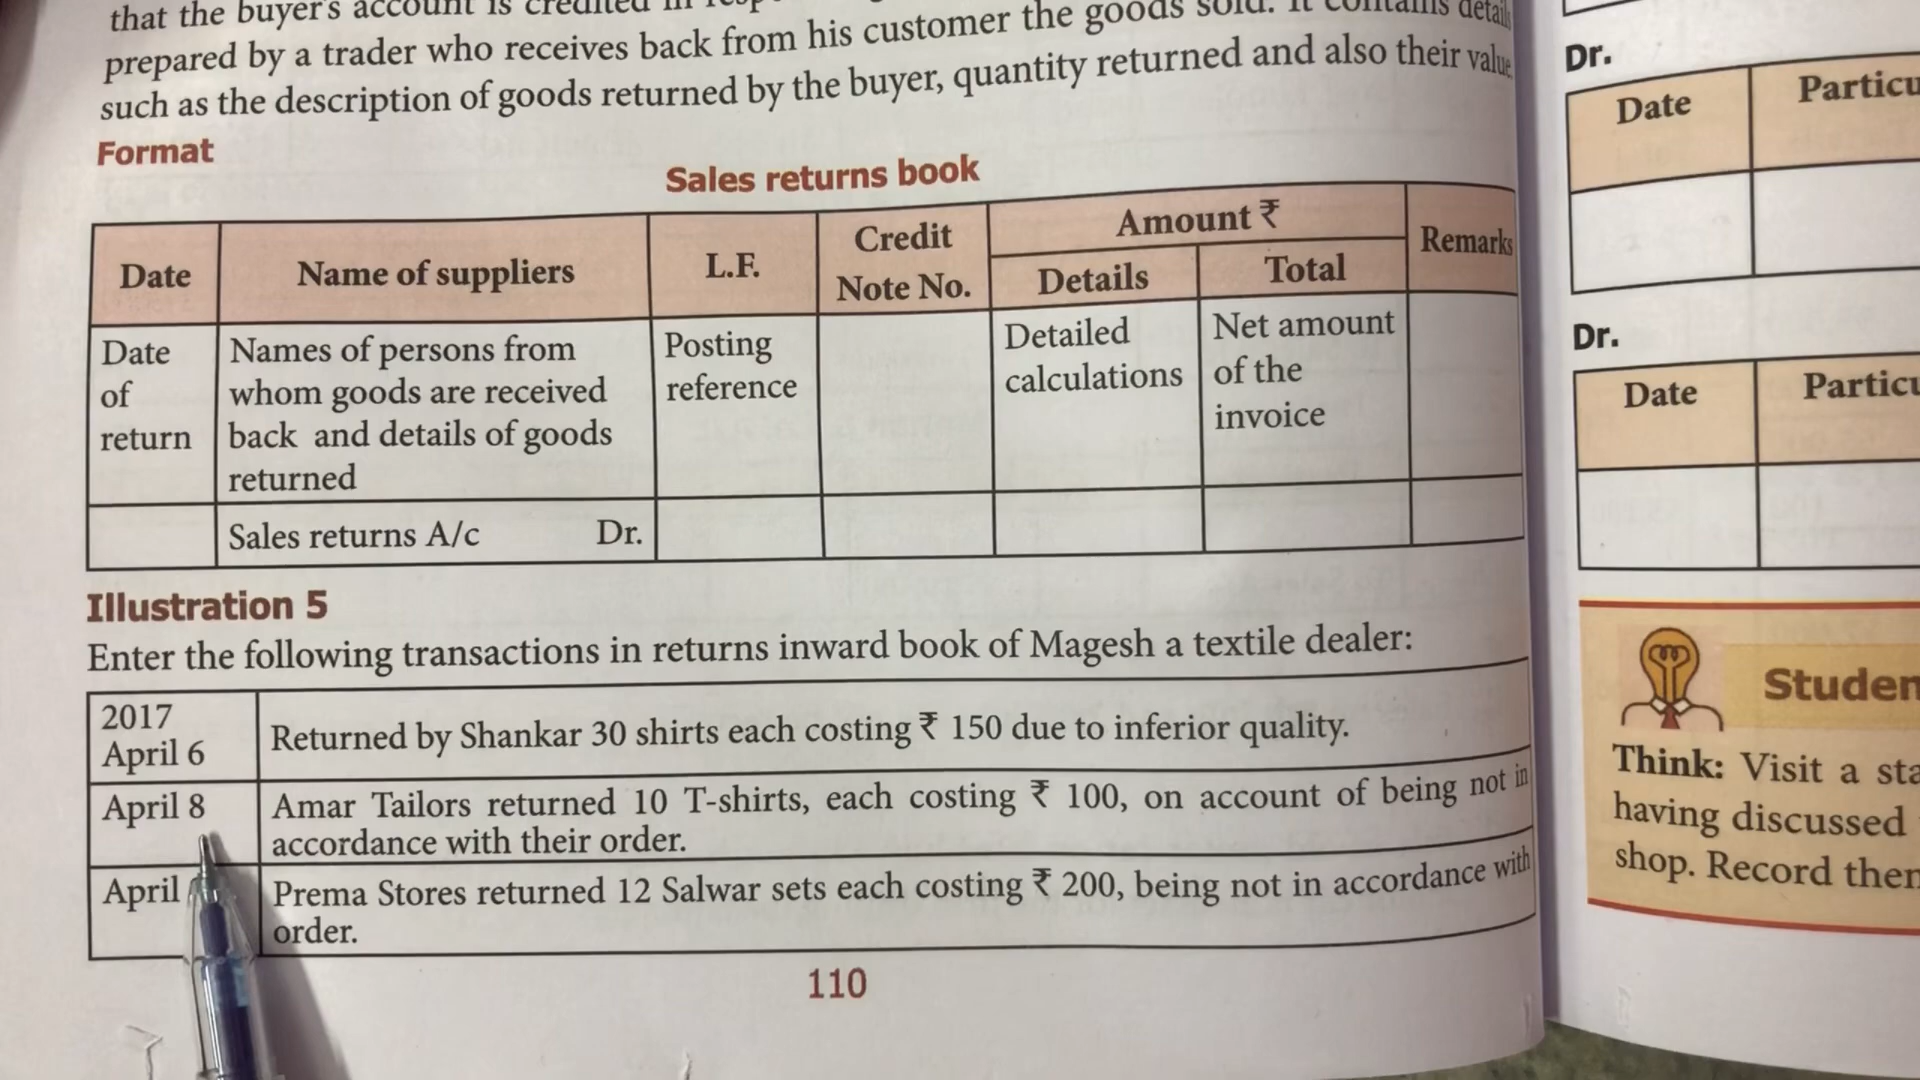 that the buyer's account is credited in
prepared by a trader who receives back from his customer the goods sold. It contains details
such as the description of goods returned by the buyer, quantity returned and also their value
Format
Sales returns book
Date
Name of suppliers
L.F.
Credit
Note No.
Amount ₹
Details
Total
Remarks
Date
of
return
Names of persons from
whom goods are received
back and details of goods
returned
Posting
reference
Detailed
calculations
Net amount
of the
invoice
Sales returns A/c Dr.
Illustration 5
Enter the following transactions in returns inward book of Magesh a textile dealer:
2017
April 6
Returned by Shankar 30 shirts each costing ₹ 150 due to inferior quality.
April 8
Amar Tailors returned 10 T-shirts, each costing ₹ 100, on account of being not in
accordance with their order.
April
Prema Stores returned 12 Salwar sets each costing ₹ 200, being not in accordance with
order.
110
Dr.
Date
Particu
Dr.
Date
Particu
Studen
Think: Visit a sta
having discussed
shop. Record then